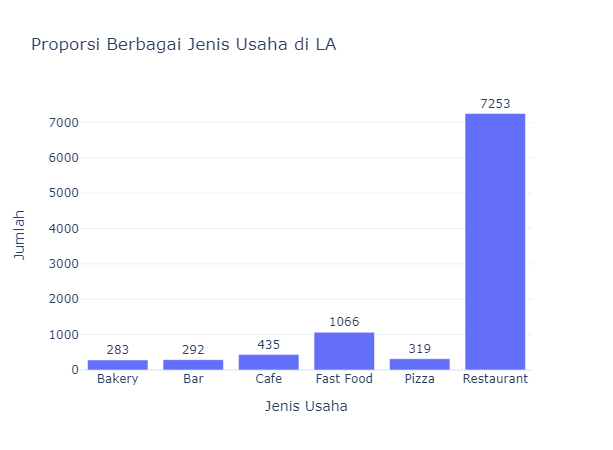 Proporsi Berbagai Jenis Usaha di LA
7253
7000
6000
5000
4000
3000
2000
1066
1000
435
319
283
292
0
Bakery
Bar
Cafe
Fast Food
Pizza
Restaurant
Jumlah
Jenis Usaha